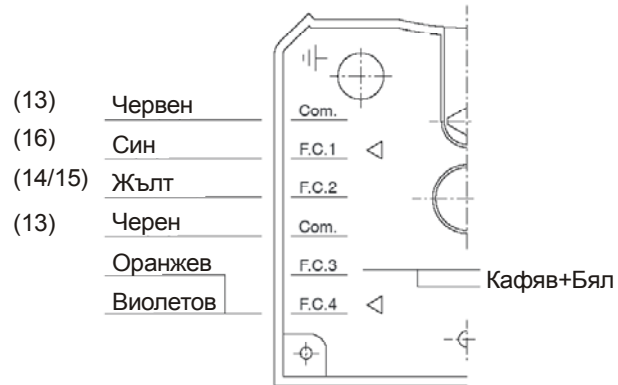 (13) Червен Com.
(16) Син F.C.1
(14/15) Жълт F.C.2
(13) Черен Com.
Оранжев F.C.3
Кафяв+Бял
Виолетов F.C.4